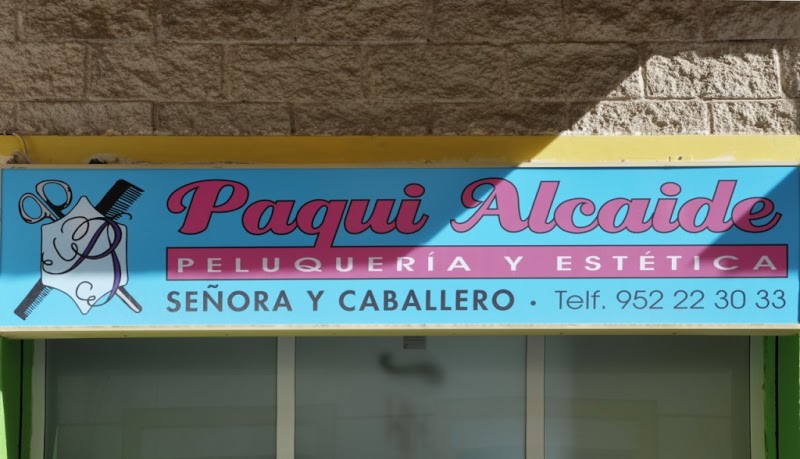 Paqui Alcaide
PELUQUERÍA Y ESTÉTICA
SEÑORA Y CABALLERO · Telf. 952 22 30 33